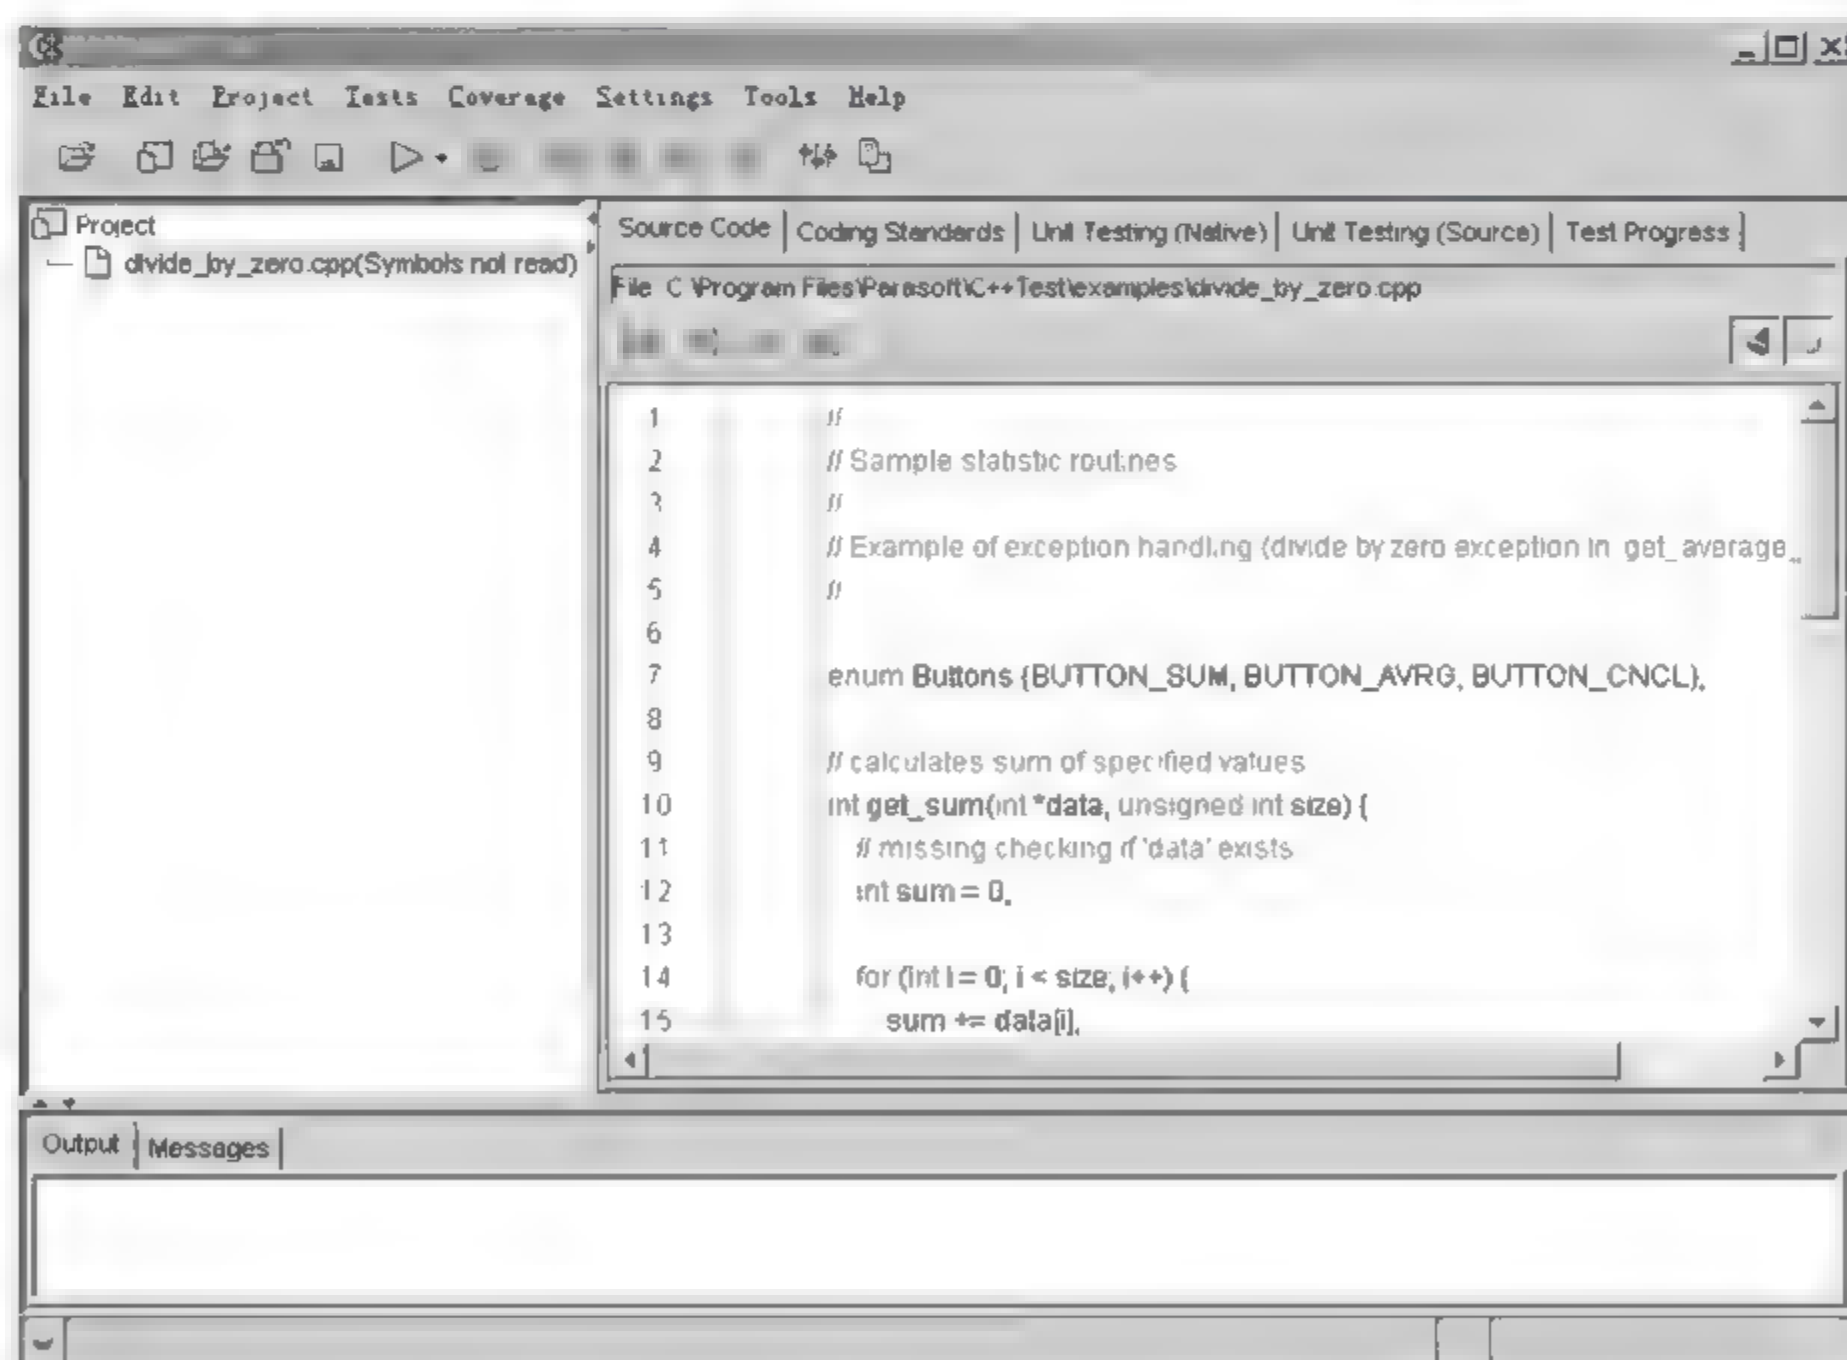 File Edit Project Tests Coverage Settings Tools Help
Project
divide_by_zero.cpp(Symbols not read)
Source Code Coding Standards Unit Testing (Native) Unit Testing (Source) Test Progress
File C:\Program Files\Parasoft\C++Test\examples\divide_by_zero.cpp
1 //
2 // Sample statistic routines
3 //
4 // Example of exception handling (divide by zero exception in get_average_
5 //
6
7 enum Buttons {BUTTON_SUM, BUTTON_AVRG, BUTTON_CNCL};
8
9 // calculates sum of specified values
10 int get_sum(int *data, unsigned int size) {
11 // missing checking if 'data' exists
12 int sum = 0;
13
14 for (int i = 0; i < size; i++) {
15 sum += data[i];
Output Messages